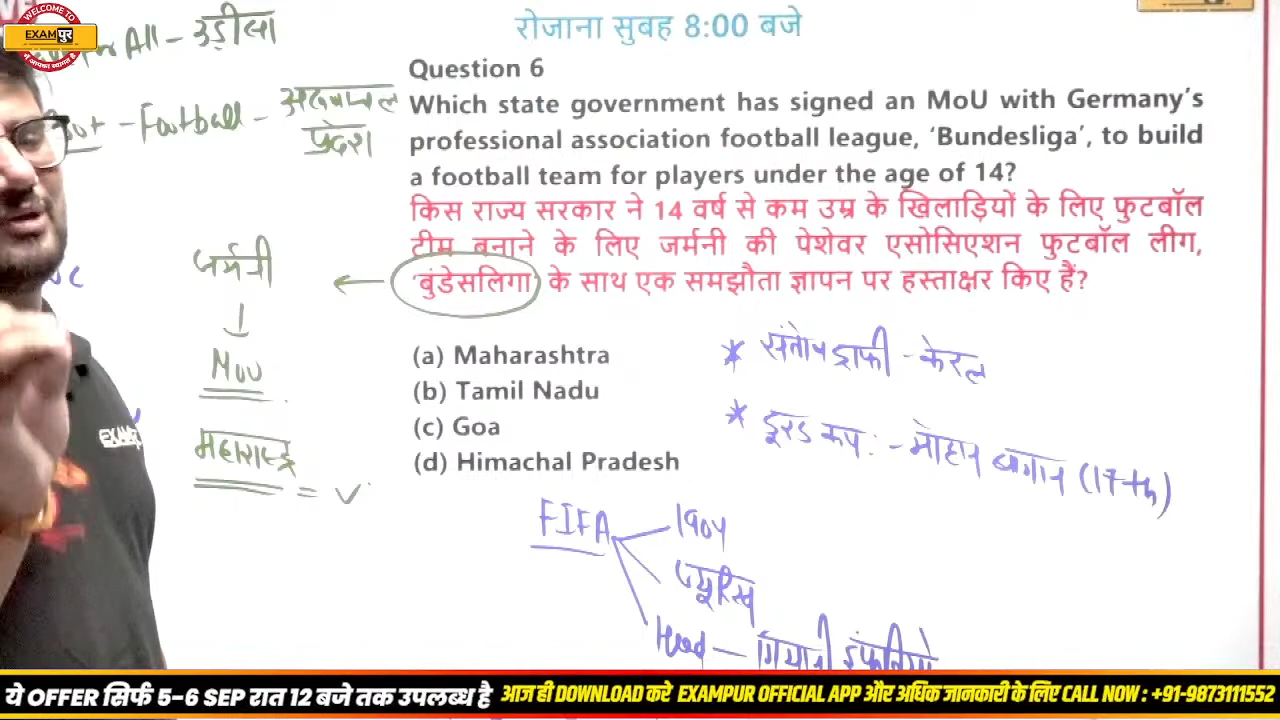 WELCOME TO
EXAMपुर
में आपका स्वागत है
रोजाना सुबह 8:00 बजे
All - उड़ीसा
Football - अरुणाचल
प्रदेश
Question 6
Which state government has signed an MoU with Germany's
professional association football league, 'Bundesliga', to build
a football team for players under the age of 14?
किस राज्य सरकार ने 14 वर्ष से कम उम्र के खिलाड़ियों के लिए फुटबॉल
टीम बनाने के लिए जर्मनी की पेशेवर एसोसिएशन फुटबॉल लीग,
'बुंडेसलिगा' के साथ एक समझौता ज्ञापन पर हस्ताक्षर किए हैं?
जर्मनी
MoU
महाराष्ट्र
= ✓
(a) Maharashtra
(b) Tamil Nadu
(c) Goa
(d) Himachal Pradesh
* संतोष ट्राफी - केरल
* डूरंड कप :- मोहन बागान (17th)
FIFA
1904
ज्यूरिख
Head - गियानी इंफेंतिनो
EXAMपुर
ये OFFER सिर्फ 5-6 SEP रात 12 बजे तक उपलब्ध है
आज ही DOWNLOAD करे EXAMPUR OFFICIAL APP और अधिक जानकारी के लिए CALL NOW : +91-9873111552